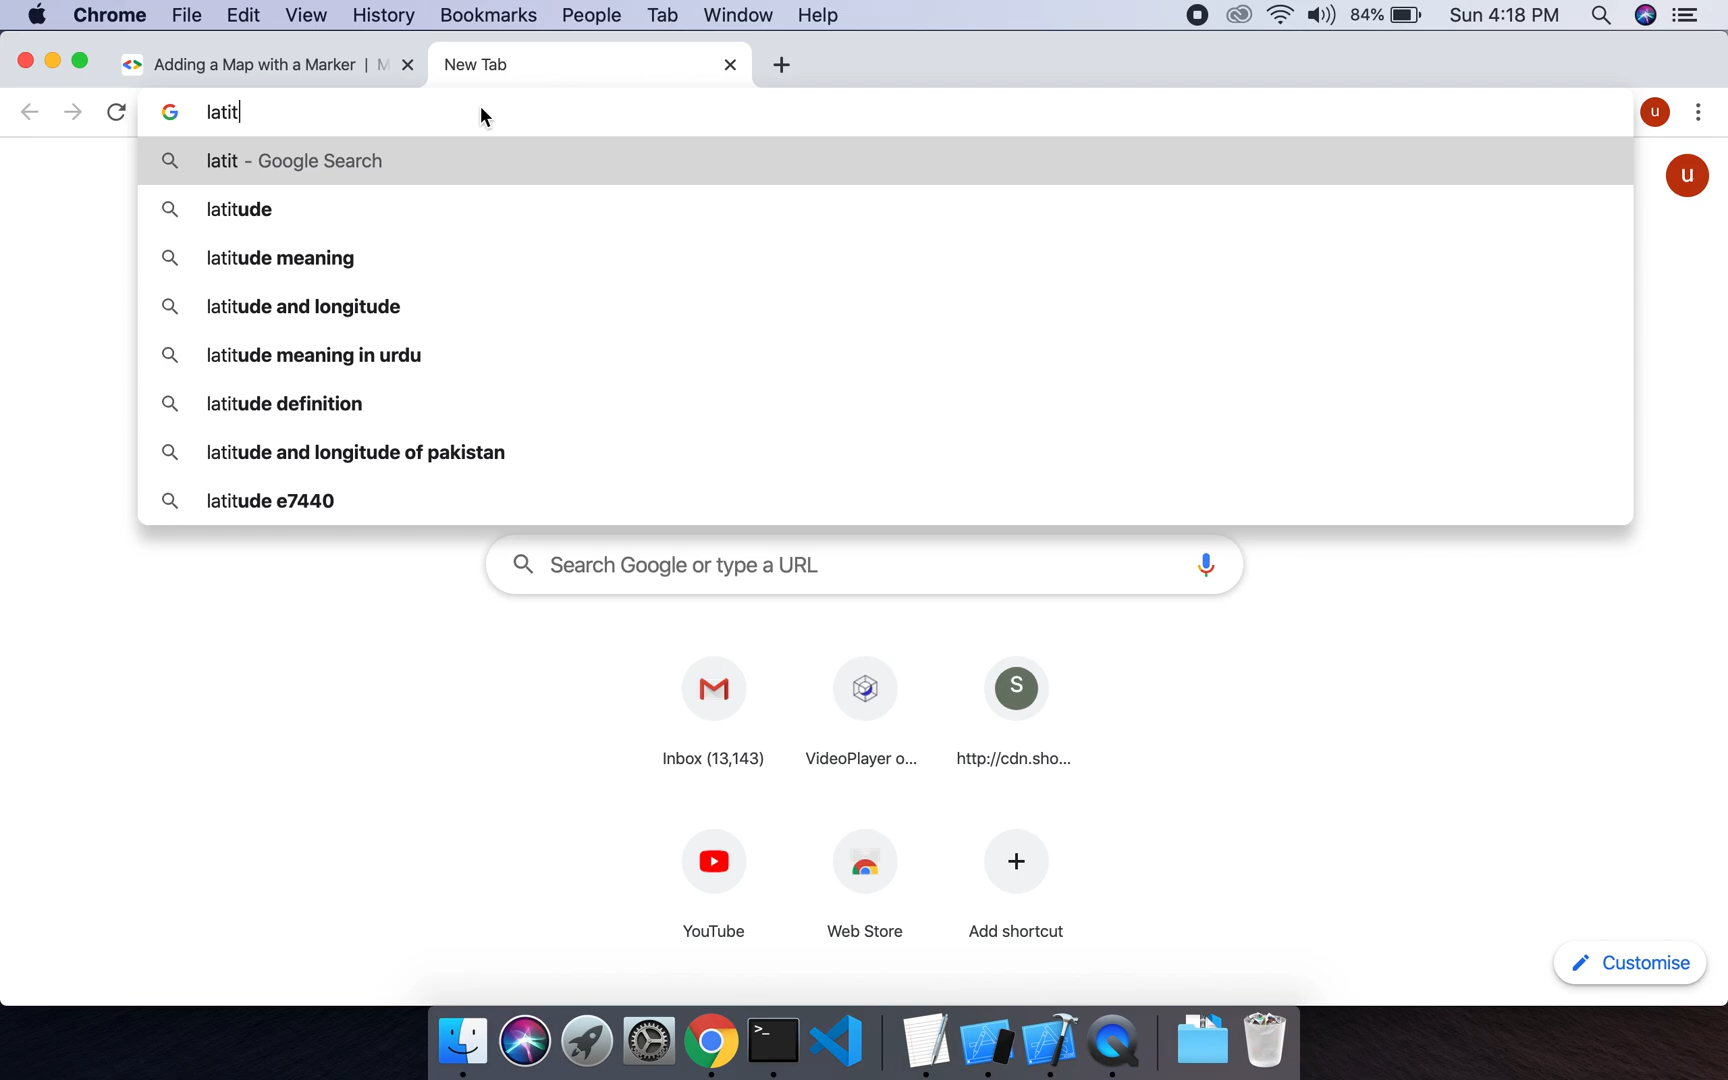 Chrome File Edit View History Bookmarks People Tab Window Help 84% Sun 4:18 PM
Adding a Map with a Marker | M New Tab
latit
u
latit - Google Search
u
latitude
latitude meaning
latitude and longitude
latitude meaning in urdu
latitude definition
latitude and longitude of pakistan
latitude e7440
Search Google or type a URL
S
Inbox (13,143) VideoPlayer o... http://cdn.sho...
YouTube Web Store Add shortcut
Customise